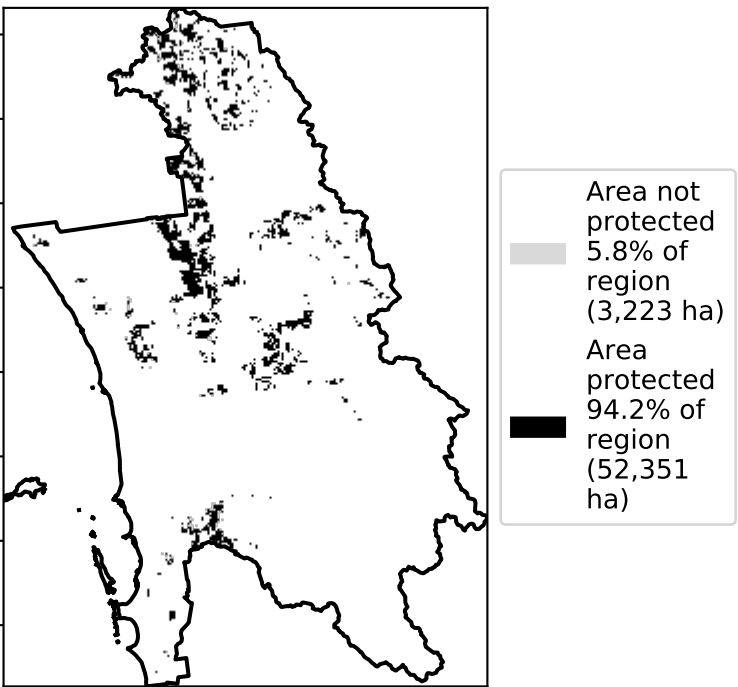 Area not
protected
5.8% of
region
(3,223 ha)
Area
protected
94.2% of
region
(52,351
ha)